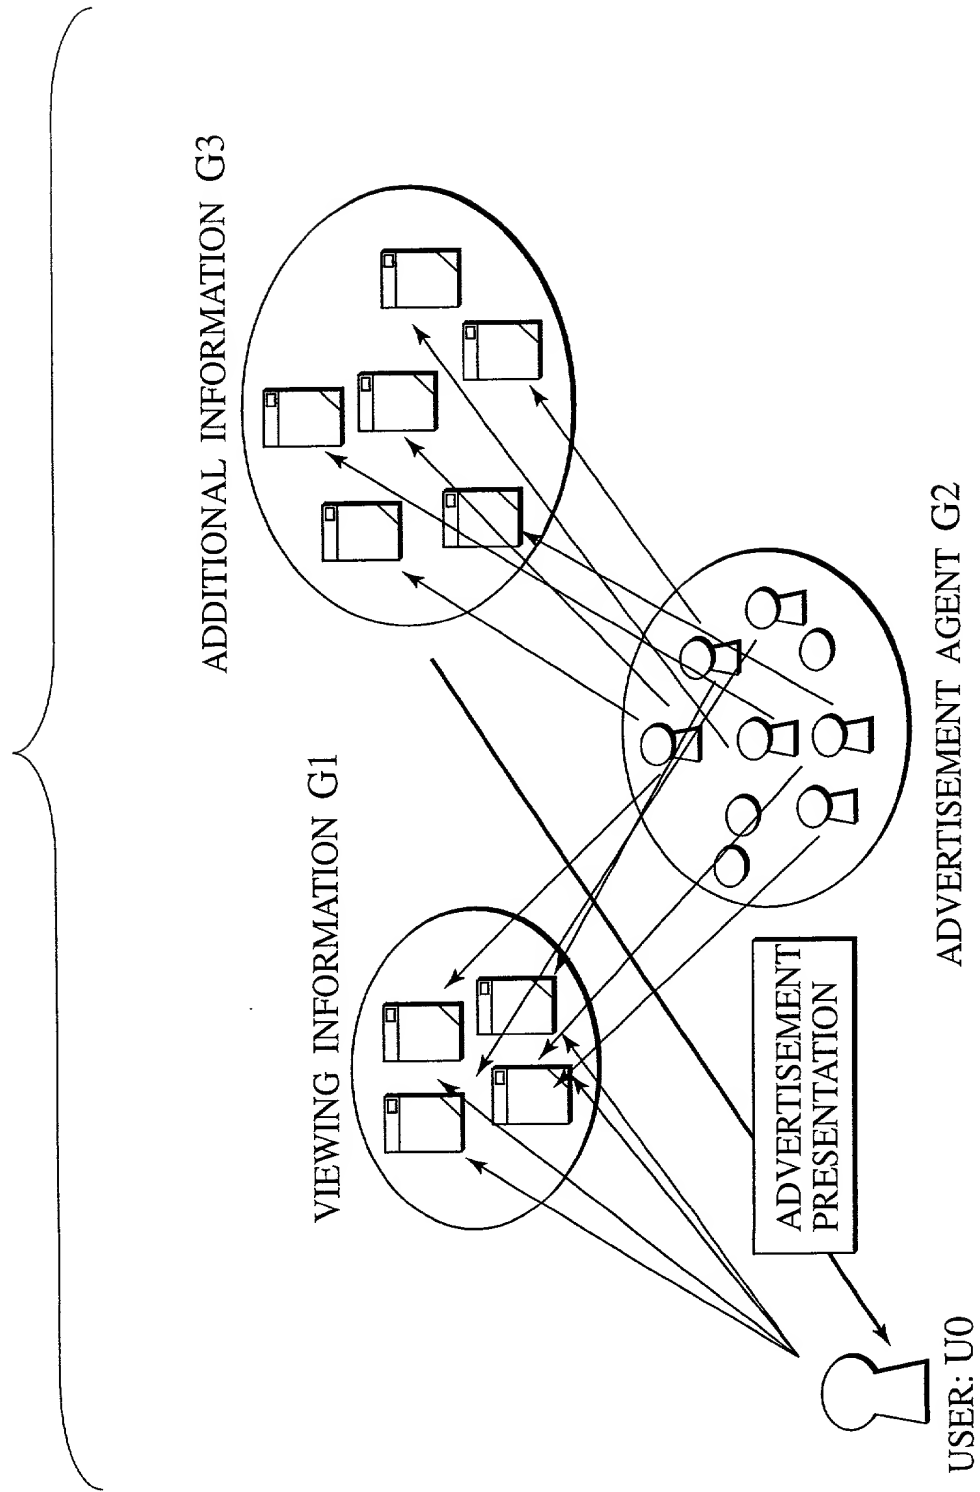 ADDITIONAL INFORMATION G3
VIEWING INFORMATION G1
ADVERTISEMENT
PRESENTATION
ADVERTISEMENT AGENT G2
USER: U0